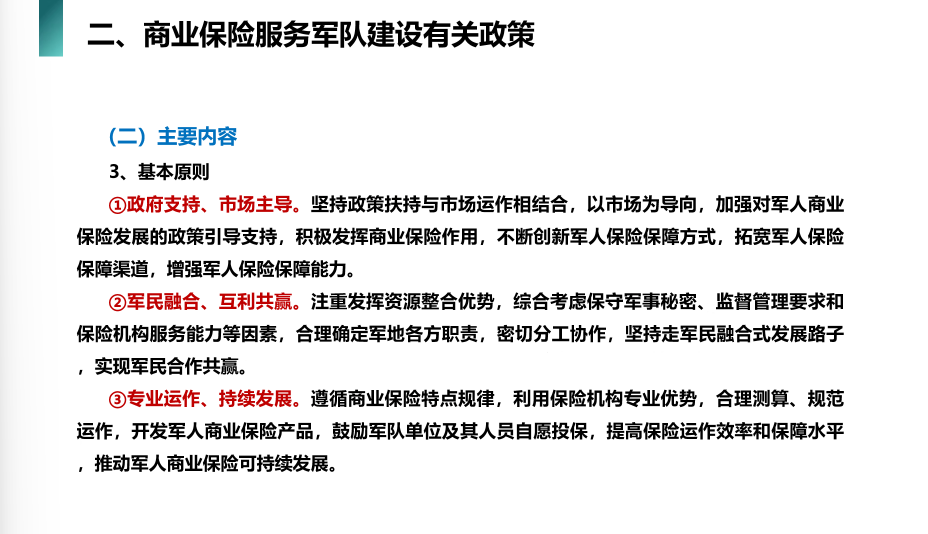 二、商业保险服务军队建设有关政策
（二）主要内容
3、基本原则
①政府支持、市场主导。坚持政策扶持与市场运作相结合，以市场为导向，加强对军人商业
保险发展的政策引导支持，积极发挥商业保险作用，不断创新军人保险保障方式，拓宽军人保险
保障渠道，增强军人保险保障能力。
②军民融合、互利共赢。注重发挥资源整合优势，综合考虑保守军事秘密、监督管理要求和
保险机构服务能力等因素，合理确定军地各方职责，密切分工协作，坚持走军民融合式发展路子
，实现军民合作共赢。
③专业运作、持续发展。遵循商业保险特点规律，利用保险机构专业优势，合理测算、规范
运作，开发军人商业保险产品，鼓励军队单位及其人员自愿投保，提高保险运作效率和保障水平
，推动军人商业保险可持续发展。